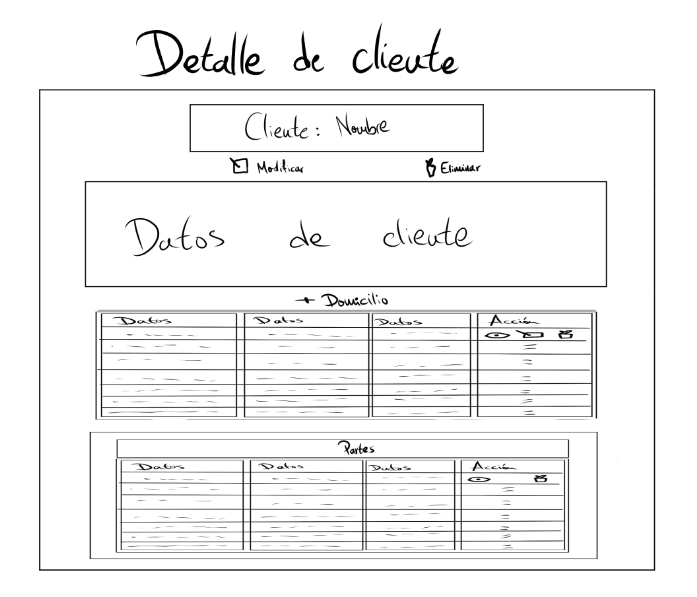 Detalle de cliente
Cliente: Nombre
Modificar Eliminar
Datos de cliente
+ Domicilio
Datos Datos Datos Acción
Partes
Datos Datos Datos Acción